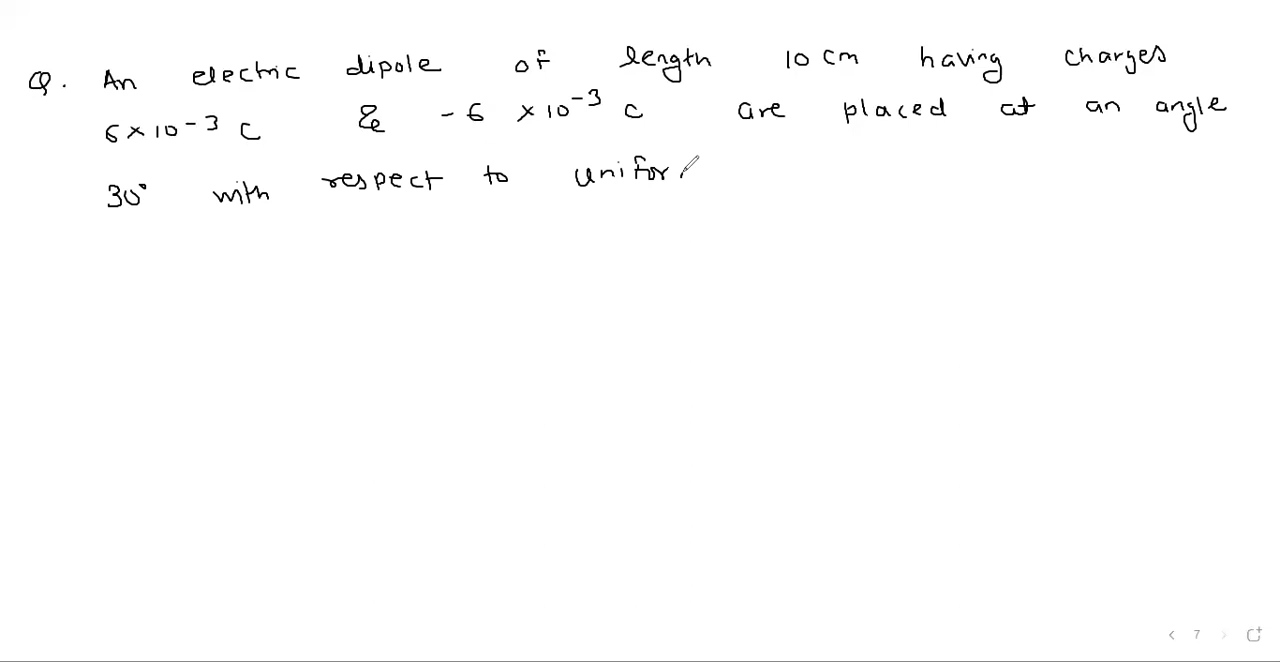 Q. An electric dipole of length 10 cm having charges
6 × 10⁻³ C & -6 × 10⁻³ C are placed at an angle
30° with respect to unifor
< 7 >